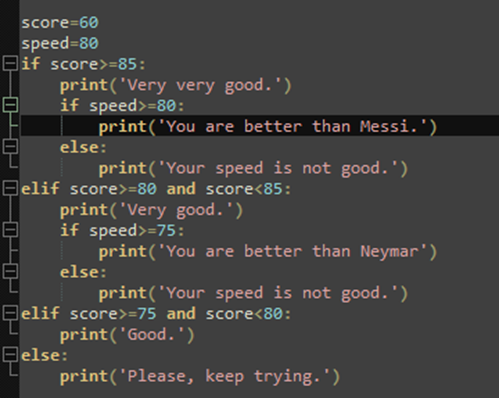 score=60
speed=80
if score>=85:
    print('Very very good.')
    if speed>=80:
        print('You are better than Messi.')
    else:
        print('Your speed is not good.')
elif score>=80 and score<85:
    print('Very good.')
    if speed>=75:
        print('You are better than Neymar')
    else:
        print('Your speed is not good.')
elif score>=75 and score<80:
    print('Good.')
else:
    print('Please, keep trying.')